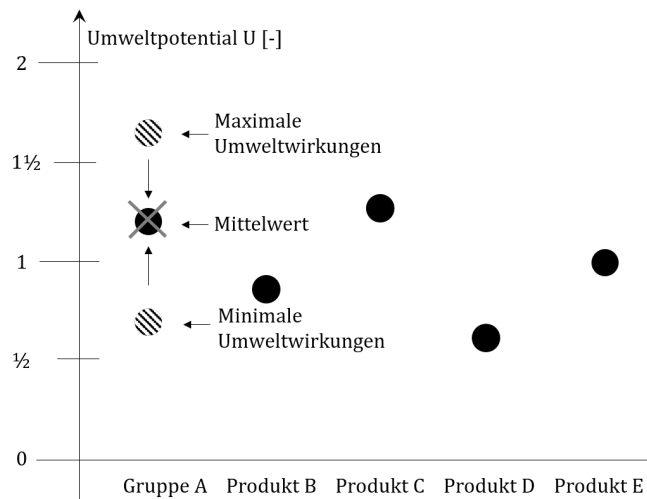 Umweltpotential U [-]
2
Maximale
Umweltwirkungen
1½
Mittelwert
1
Minimale
Umweltwirkungen
½
0
Gruppe A Produkt B Produkt C Produkt D Produkt E